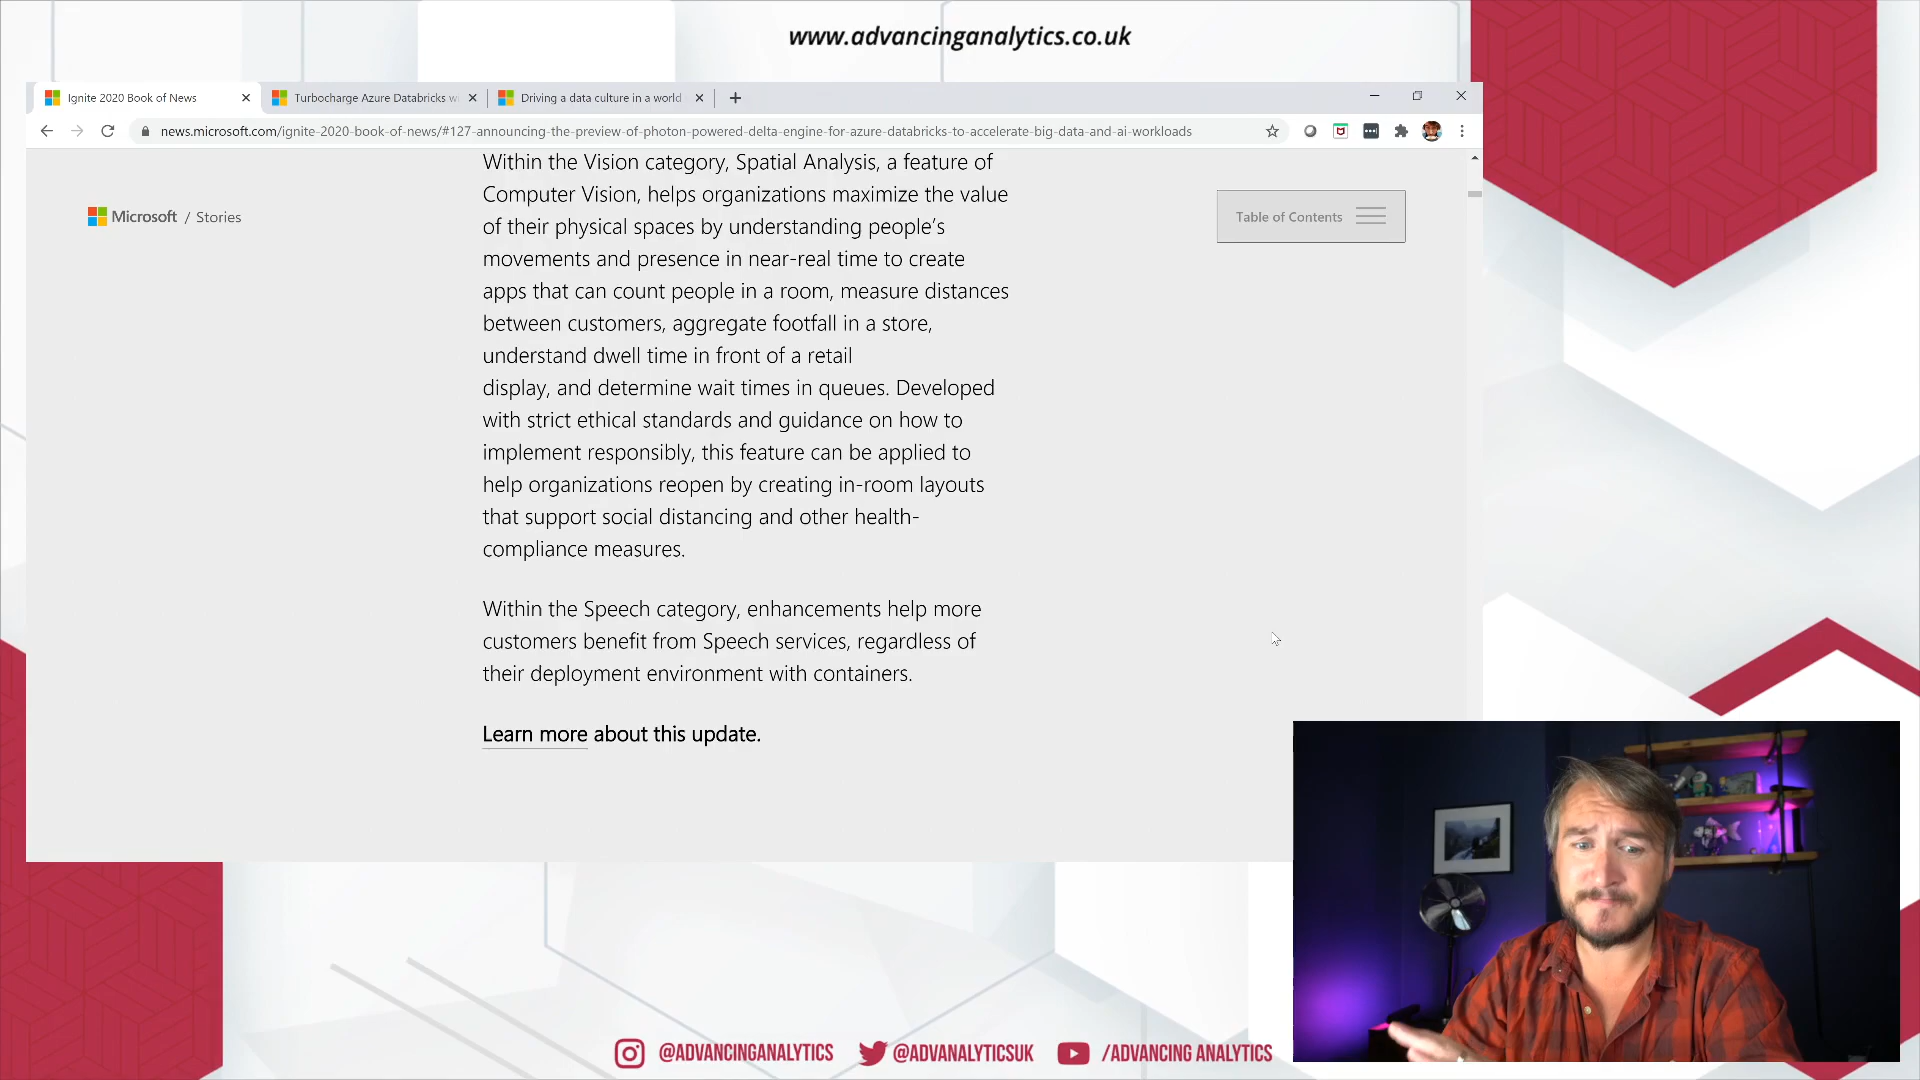 www.advancinganalytics.co.uk
Ignite 2020 Book of News
Turbocharge Azure Databricks w
Driving a data culture in a world
news.microsoft.com/ignite-2020-book-of-news/#127-announcing-the-preview-of-photon-powered-delta-engine-for-azure-databricks-to-accelerate-big-data-and-ai-workloads
Microsoft / Stories
Table of Contents
Within the Vision category, Spatial Analysis, a feature of
Computer Vision, helps organizations maximize the value
of their physical spaces by understanding people’s
movements and presence in near-real time to create
apps that can count people in a room, measure distances
between customers, aggregate footfall in a store,
understand dwell time in front of a retail
display, and determine wait times in queues. Developed
with strict ethical standards and guidance on how to
implement responsibly, this feature can be applied to
help organizations reopen by creating in-room layouts
that support social distancing and other health-
compliance measures.
Within the Speech category, enhancements help more
customers benefit from Speech services, regardless of
their deployment environment with containers.
Learn more about this update.
@ADVANCINGANALYTICS
@ADVANALYTICSUK
/ADVANCING ANALYTICS